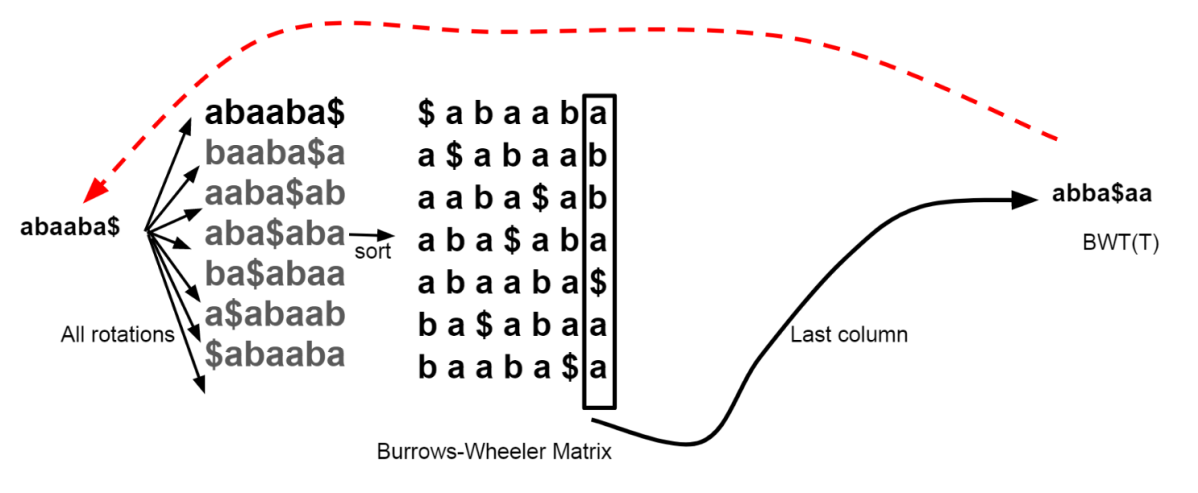 abaaba$
All rotations
abaaba$
baaba$a
aaba$ab
aba$aba
ba$abaa
a$abaab
$abaaba
sort
$ a b a a b a
a $ a b a a b
a a b a $ a b
a b a $ a b a
a b a a b a $
b a $ a b a a
b a a b a $ a
Burrows-Wheeler Matrix
Last column
abba$aa
BWT(T)